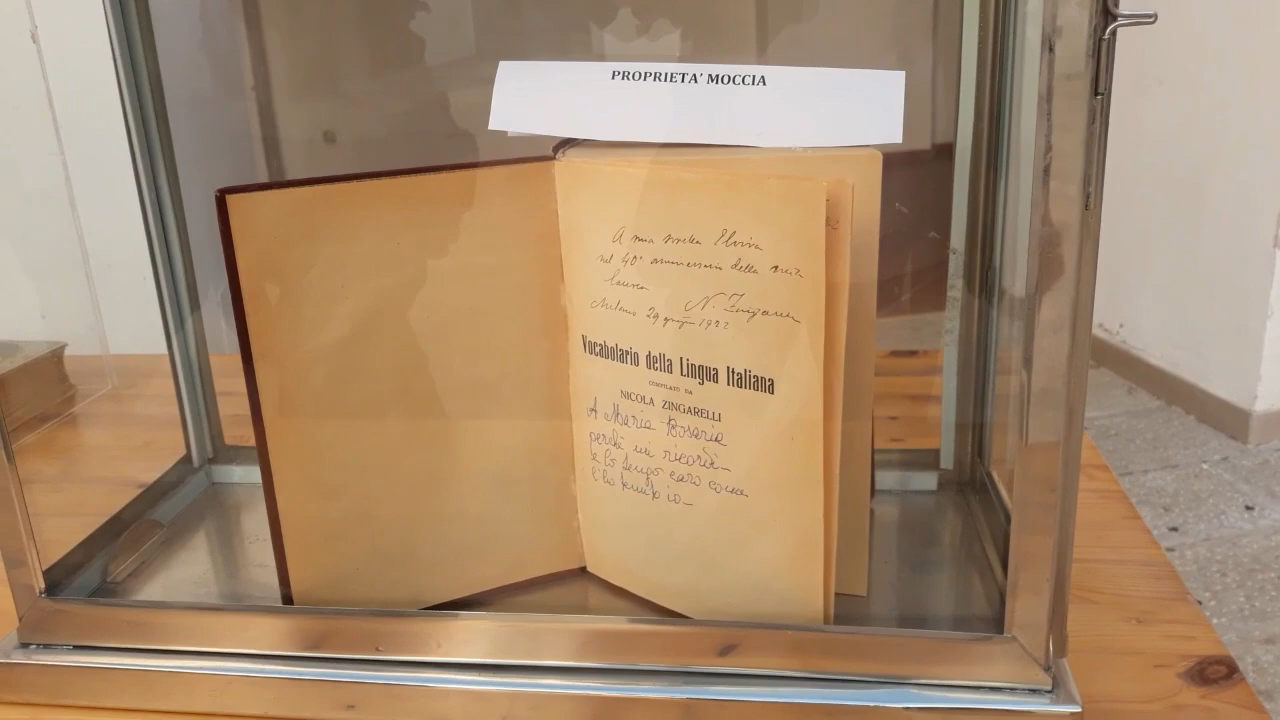 PROPRIETA' MOCCIA
A mia sorella Elvira
nel 40° anniversario della
laurea
N. Zingarelli
Milano 29 giugno 1932
Vocabolario della Lingua Italiana
COMPILATO DA
NICOLA ZINGARELLI
A Maria Rosaria
perchè mi ricordi
e lo tenga caro come
l'ho tenuto io